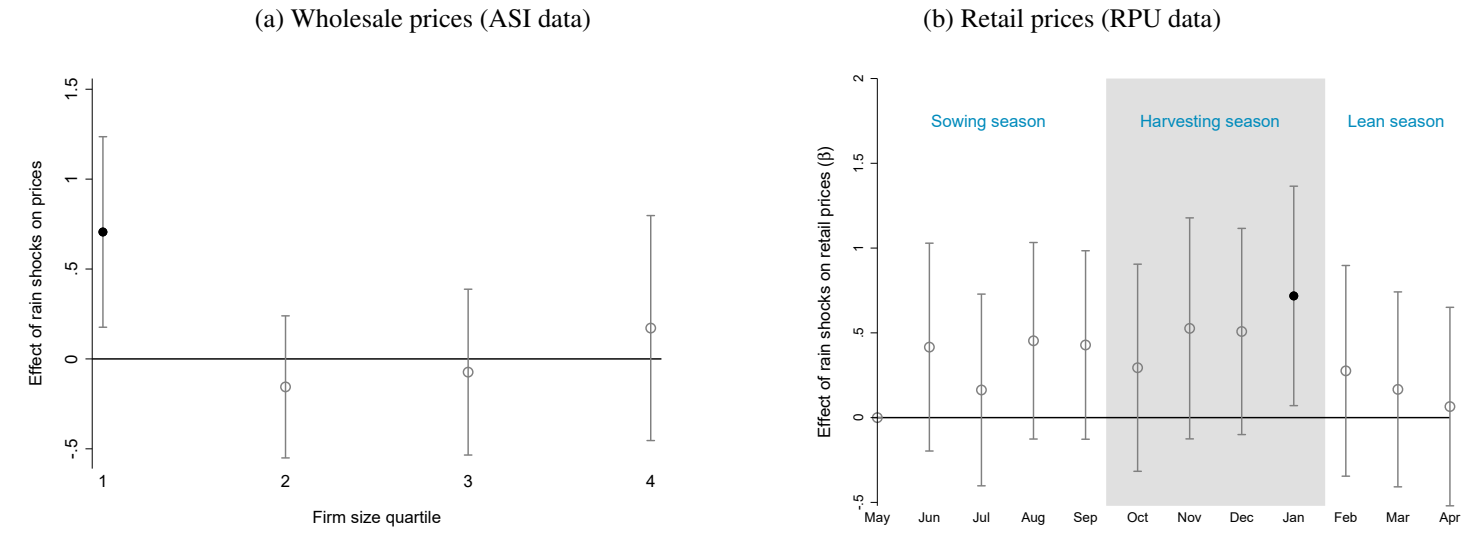 (a) Wholesale prices (ASI data)
Effect of rain shocks on prices
1.5
1
.5
0
-.5
1 2 3 4
Firm size quartile
(b) Retail prices (RPU data)
Effect of rain shocks on retail prices (β)
2
1.5
1
.5
0
-.5
Sowing season Harvesting season Lean season
May Jun Jul Aug Sep Oct Nov Dec Jan Feb Mar Apr